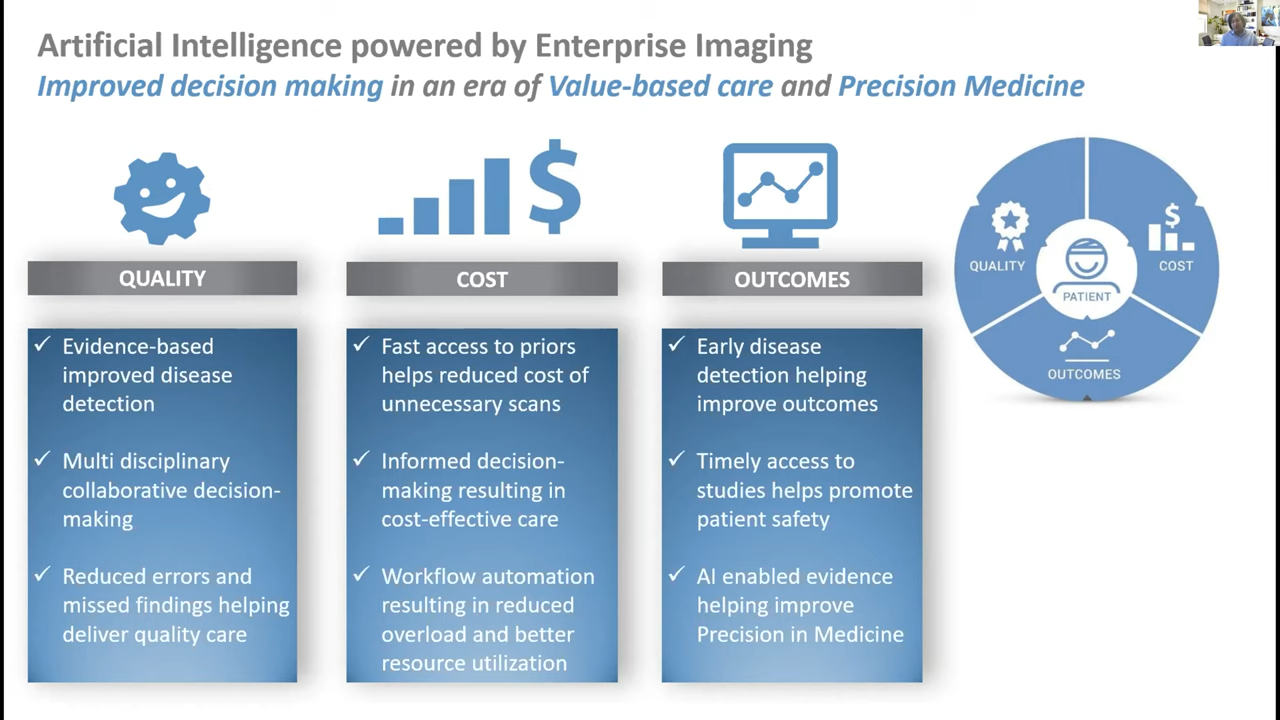 Artificial Intelligence powered by Enterprise Imaging
Improved decision making in an era of Value-based care and Precision Medicine
QUALITY
Evidence-based
improved disease
detection
Multi disciplinary
collaborative decision-
making
Reduced errors and
missed findings helping
deliver quality care
$
COST
Fast access to priors
helps reduced cost of
unnecessary scans
Informed decision-
making resulting in
cost-effective care
Workflow automation
resulting in reduced
overload and better
resource utilization
OUTCOMES
Early disease
detection helping
improve outcomes
Timely access to
studies helps promote
patient safety
AI enabled evidence
helping improve
Precision in Medicine
QUALITY
$
COST
PATIENT
OUTCOMES